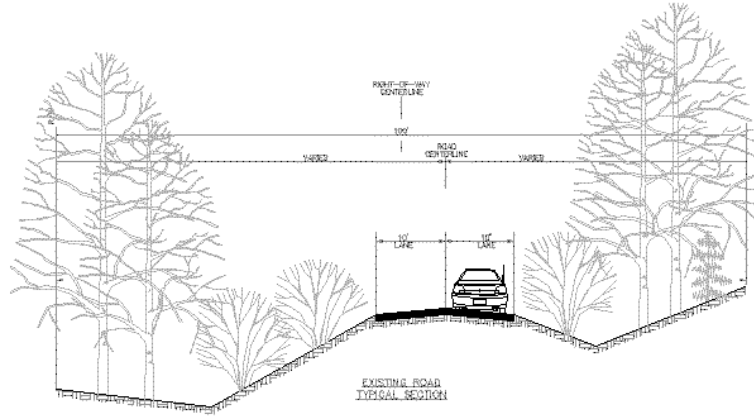 RIGHT-OF-WAY
CENTERLINE
100'
ROAD
CENTERLINE
VARIES
VARIES
10'
LANE
10'
LANE
EXISTING ROAD
TYPICAL SECTION